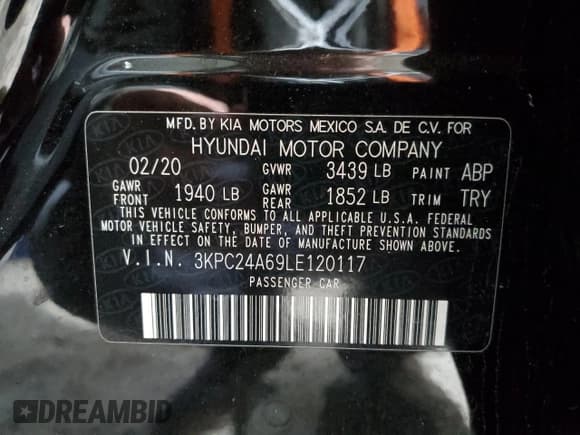 MFD. BY KIA MOTORS MEXICO S.A. DE C.V. FOR
HYUNDAI MOTOR COMPANY
02/20 GVWR 3439 LB PAINT ABP
GAWR FRONT 1940 LB GAWR REAR 1852 LB TRIM TRY
THIS VEHICLE CONFORMS TO ALL APPLICABLE U.S.A. FEDERAL
MOTOR VEHICLE SAFETY, BUMPER, AND THEFT PREVENTION STANDARDS
IN EFFECT ON THE DATE OF MANUFACTURE SHOWN ABOVE.
V.I.N. 3KPC24A69LE120117
PASSENGER CAR
DREAMBID